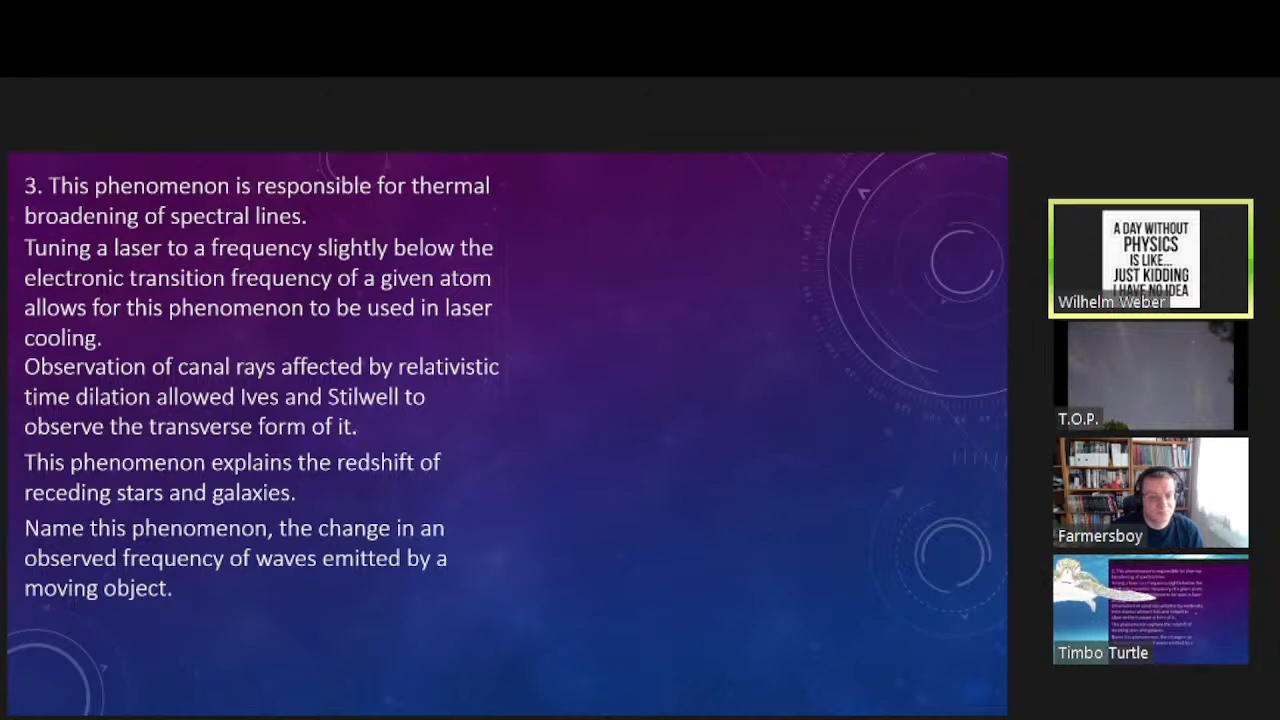 3. This phenomenon is responsible for thermal
broadening of spectral lines.
Tuning a laser to a frequency slightly below the
electronic transition frequency of a given atom
allows for this phenomenon to be used in laser
cooling.
Observation of canal rays affected by relativistic
time dilation allowed Ives and Stilwell to
observe the transverse form of it.
This phenomenon explains the redshift of
receding stars and galaxies.
Name this phenomenon, the change in an
observed frequency of waves emitted by a
moving object.
A DAY WITHOUT
PHYSICS
IS LIKE...
JUST KIDDING
I HAVE NO IDEA
Wilhelm Weber
T.O.P.
Farmersboy
Timbo Turtle